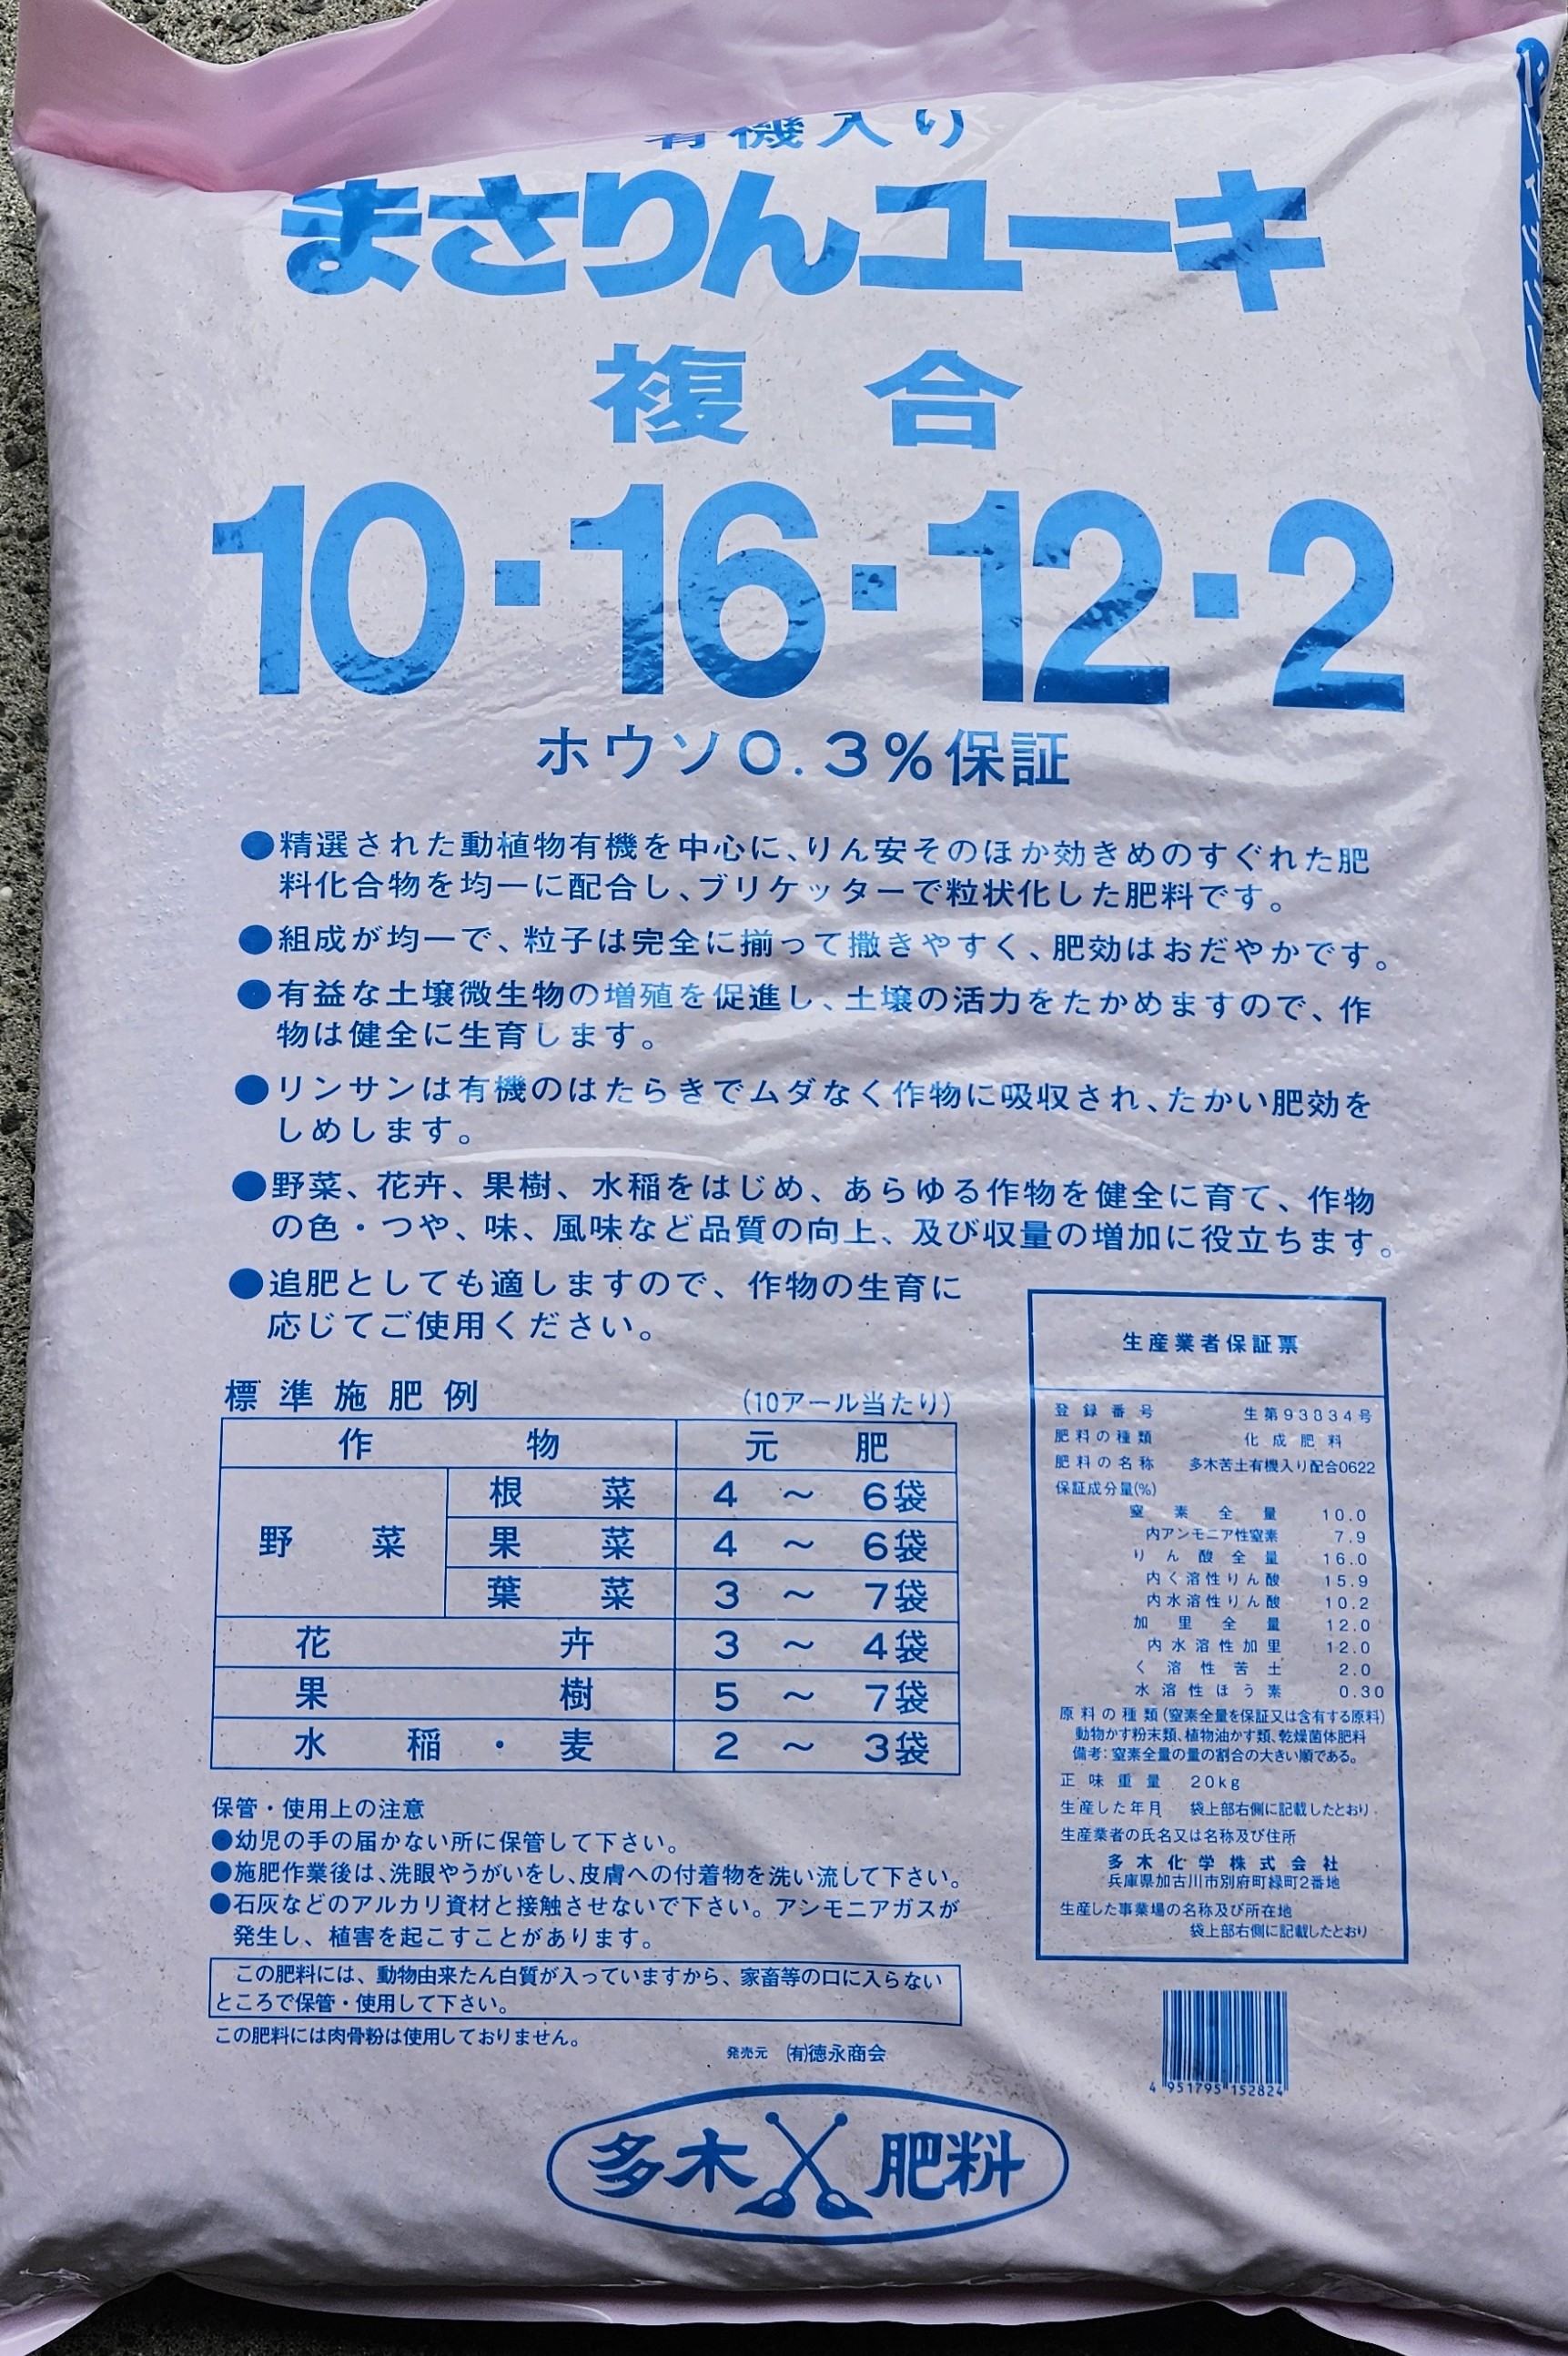 有機入り
まさりんユーキ
複合
10・16・12・2
ホウソ0.3%保証
●精選された動植物有機を中心に、りん安そのほか効きめのすぐれた肥
料化合物を均一に配合し、ブリケッターで粒状化した肥料です。
●組成が均一で、粒子は完全に揃って撒きやすく、肥効はおだやかです。
●有益な土壌微生物の増殖を促進し、土壌の活力をたかめますので、作
物は健全に生育します。
●リンサンは有機のはたらきでムダなく作物に吸収され、たかい肥効を
しめします。
●野菜、花卉、果樹、水稲をはじめ、あらゆる作物を健全に育て、作物
の色・つや、味、風味など品質の向上、及び収量の増加に役立ちます。
●追肥としても適しますので、作物の生育に
応じてご使用ください。
標準施肥例 (10アール当たり)
作物 元肥
野菜 根菜 4～6袋
果菜 4～6袋
葉菜 3～7袋
花卉 3～4袋
果樹 5～7袋
水稲・麦 2～3袋
保管・使用上の注意
●幼児の手の届かない所に保管して下さい。
●施肥作業後は、洗眼やうがいをし、皮膚への付着物を洗い流して下さい。
●石灰などのアルカリ資材と接触させないで下さい。アンモニアガスが
発生し、植害を起こすことがあります。
この肥料には、動物由来たん白質が入っていますから、家畜等の口に入らない
ところで保管・使用して下さい。
この肥料には肉骨粉は使用しておりません。
発売元 (有)徳永商会
生産業者保証票
登録番号 生第93834号
肥料の種類 化成肥料
肥料の名称 多木苦土有機入り配合0622
保証成分量(%)
窒素全量 10.0
内アンモニア性窒素 7.9
りん酸全量 16.0
内く溶性りん酸 15.9
内水溶性りん酸 10.2
加里全量 12.0
内水溶性加里 12.0
く溶性苦土 2.0
水溶性ほう素 0.30
原料の種類(窒素全量を保証又は含有する原料)
動物かす粉末類、植物油かす類、乾燥菌体肥料
備考：窒素全量の量の割合の大きい順である。
正味重量 20kg
生産した年月 袋上部右側に記載したとおり
生産業者の氏名又は名称及び住所
多木化学株式会社
兵庫県加古川市別府町緑町2番地
生産した事業場の名称及び所在地
袋上部右側に記載したとおり
4 951795 152824
多木肥料